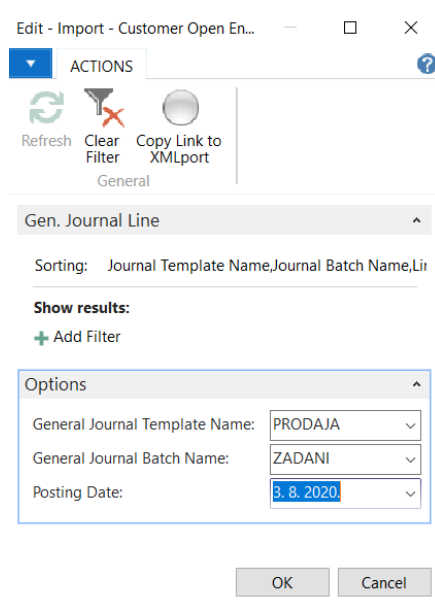 Edit - Import - Customer Open En...
ACTIONS
Refresh Clear Filter Copy Link to XMLport
General
Gen. Journal Line
Sorting: Journal Template Name,Journal Batch Name,Lin
Show results:
Add Filter
Options
General Journal Template Name: PRODAJA
General Journal Batch Name: ZADANI
Posting Date: 3. 8. 2020.
OK Cancel